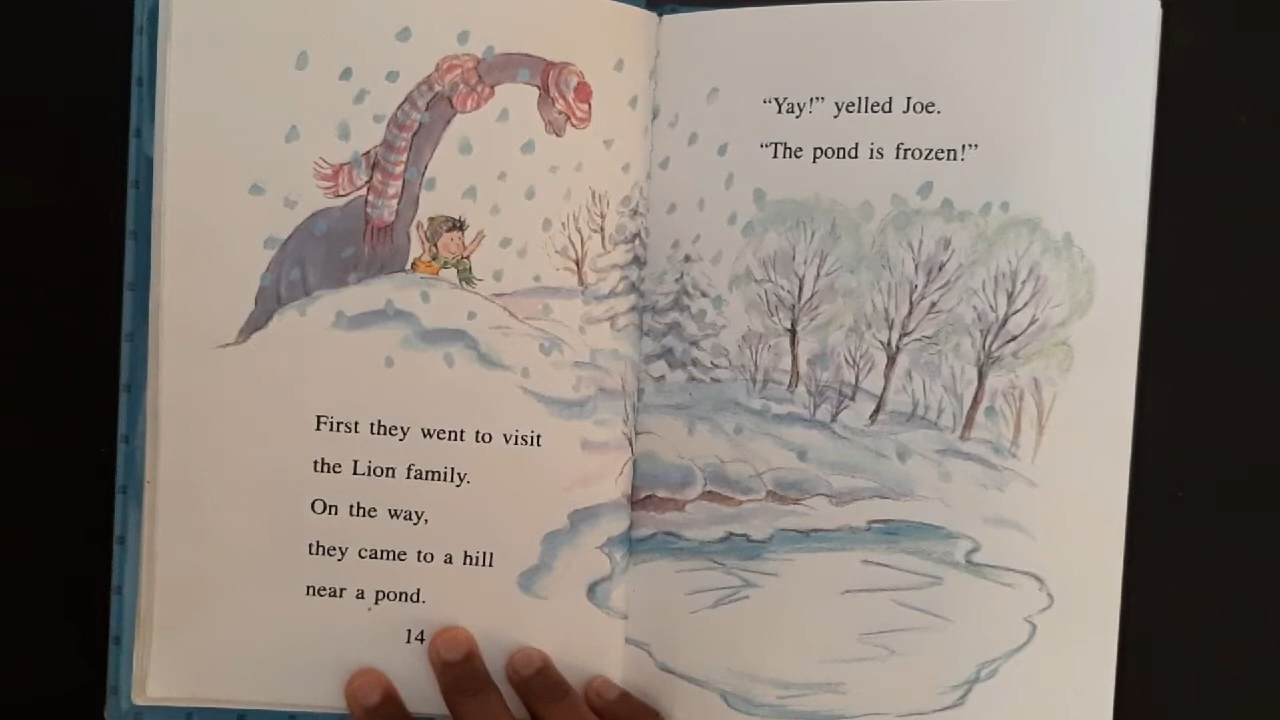 First they went to visit
the Lion family.
On the way,
they came to a hill
near a pond.
14
“Yay!” yelled Joe.
“The pond is frozen!”